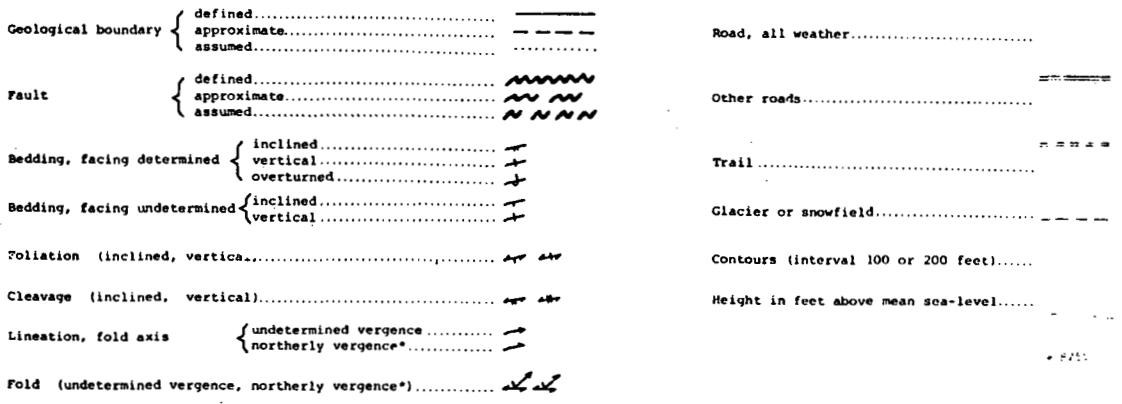 Geological boundary { defined
approximate
assumed
Fault { defined
approximate
assumed
Bedding, facing determined { inclined
vertical
overturned
Bedding, facing undetermined { inclined
vertical
Foliation (inclined,
Cleavage (inclined, vertical)
Lineation, fold axis { undetermined vergence
northerly vergence*
Fold (undetermined vergence, northerly vergence*)
Road, all weather
Other roads
Trail
Glacier or snowfield
Contours (interval 100 or 200 feet)
Height in feet above mean sea-level